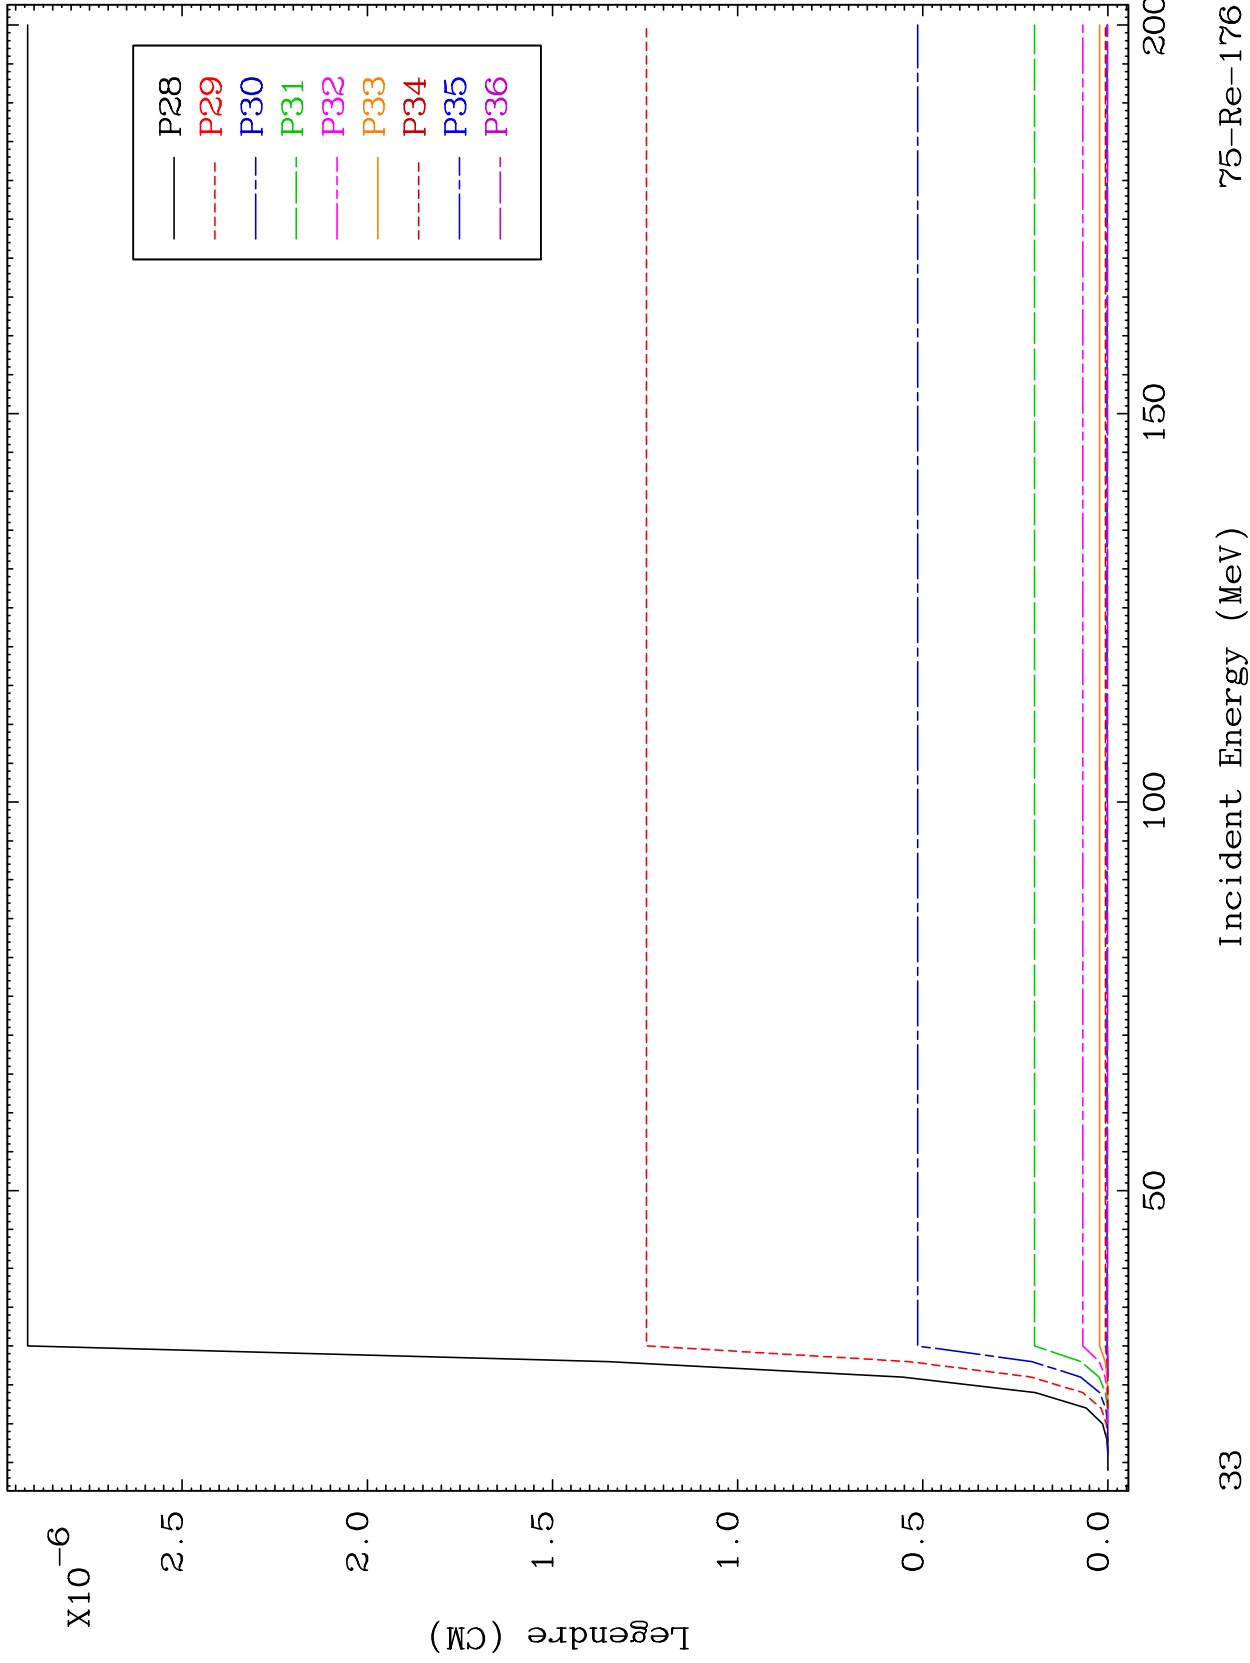 X10-6
2.5
2.0
1.5
1.0
0.5
0.0
Legendre (CM)
P28
P29
P30
P31
P32
P33
P34
P35
P36
50
100
150
200
33
Incident Energy (MeV)
75-Re-176